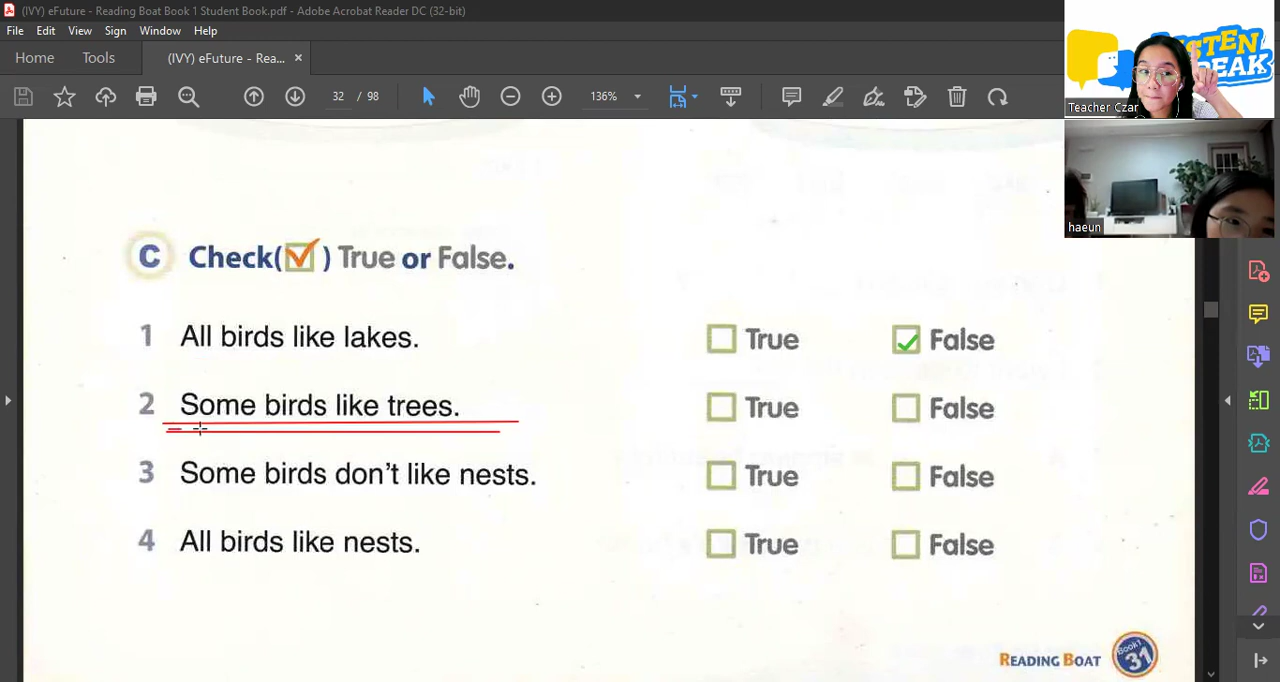 (IVY) eFuture - Reading Boat Book 1 Student Book.pdf - Adobe Acrobat Reader DC (32-bit)
File Edit View Sign Window Help
Home Tools (IVY) eFuture - Rea... ×
32 / 98 136%
Teacher Czar
haeun
C Check( ) True or False.
1 All birds like lakes. True False
2 Some birds like trees. True False
3 Some birds don't like nests. True False
4 All birds like nests. True False
READING BOAT Book1 31